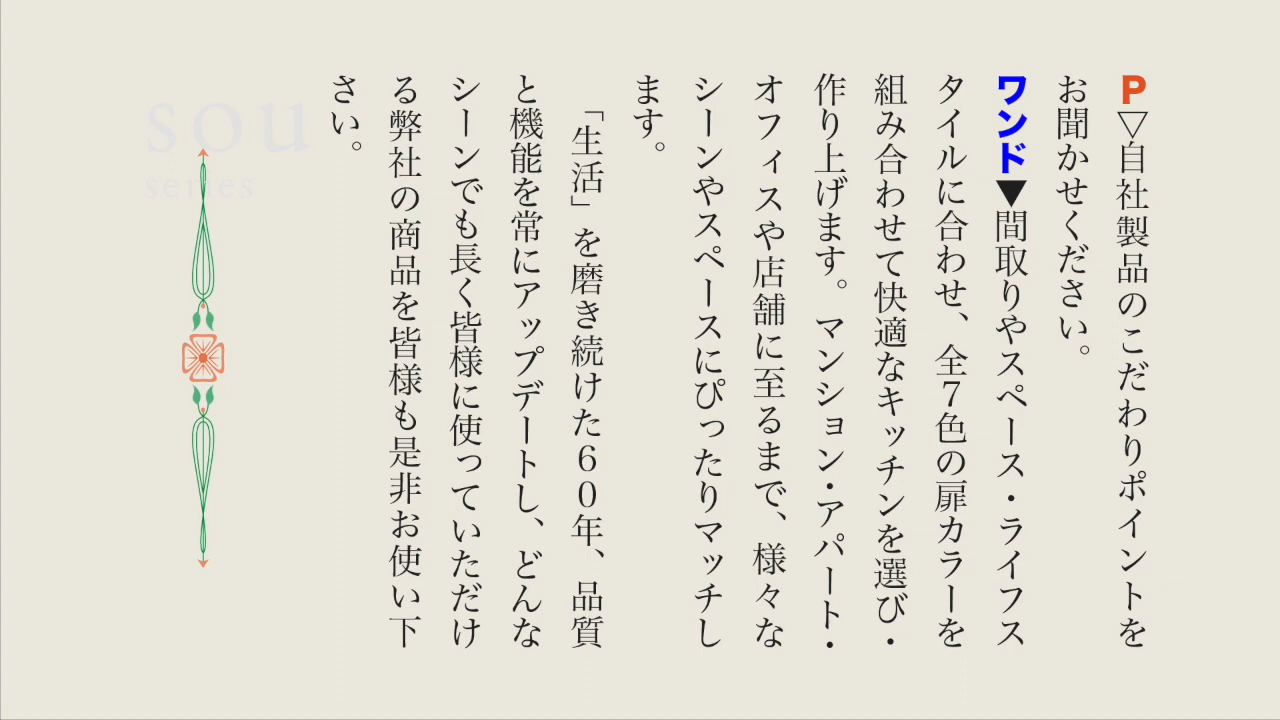 P▽自社製品のこだわりポイントを
お聞かせください。
ワンド▼間取りやスペース・ライフス
タイルに合わせ、全7色の扉カラーを
組み合わせて快適なキッチンを選び・
作り上げます。マンション・アパート・
オフィスや店舗に至るまで、様々な
シーンやスペースにぴったりマッチし
ます。
「生活」を磨き続けた60年、品質
と機能を常にアップデートし、どんな
シーンでも長く皆様に使っていただけ
る弊社の商品を皆様も是非お使い下
さい。
sou
series